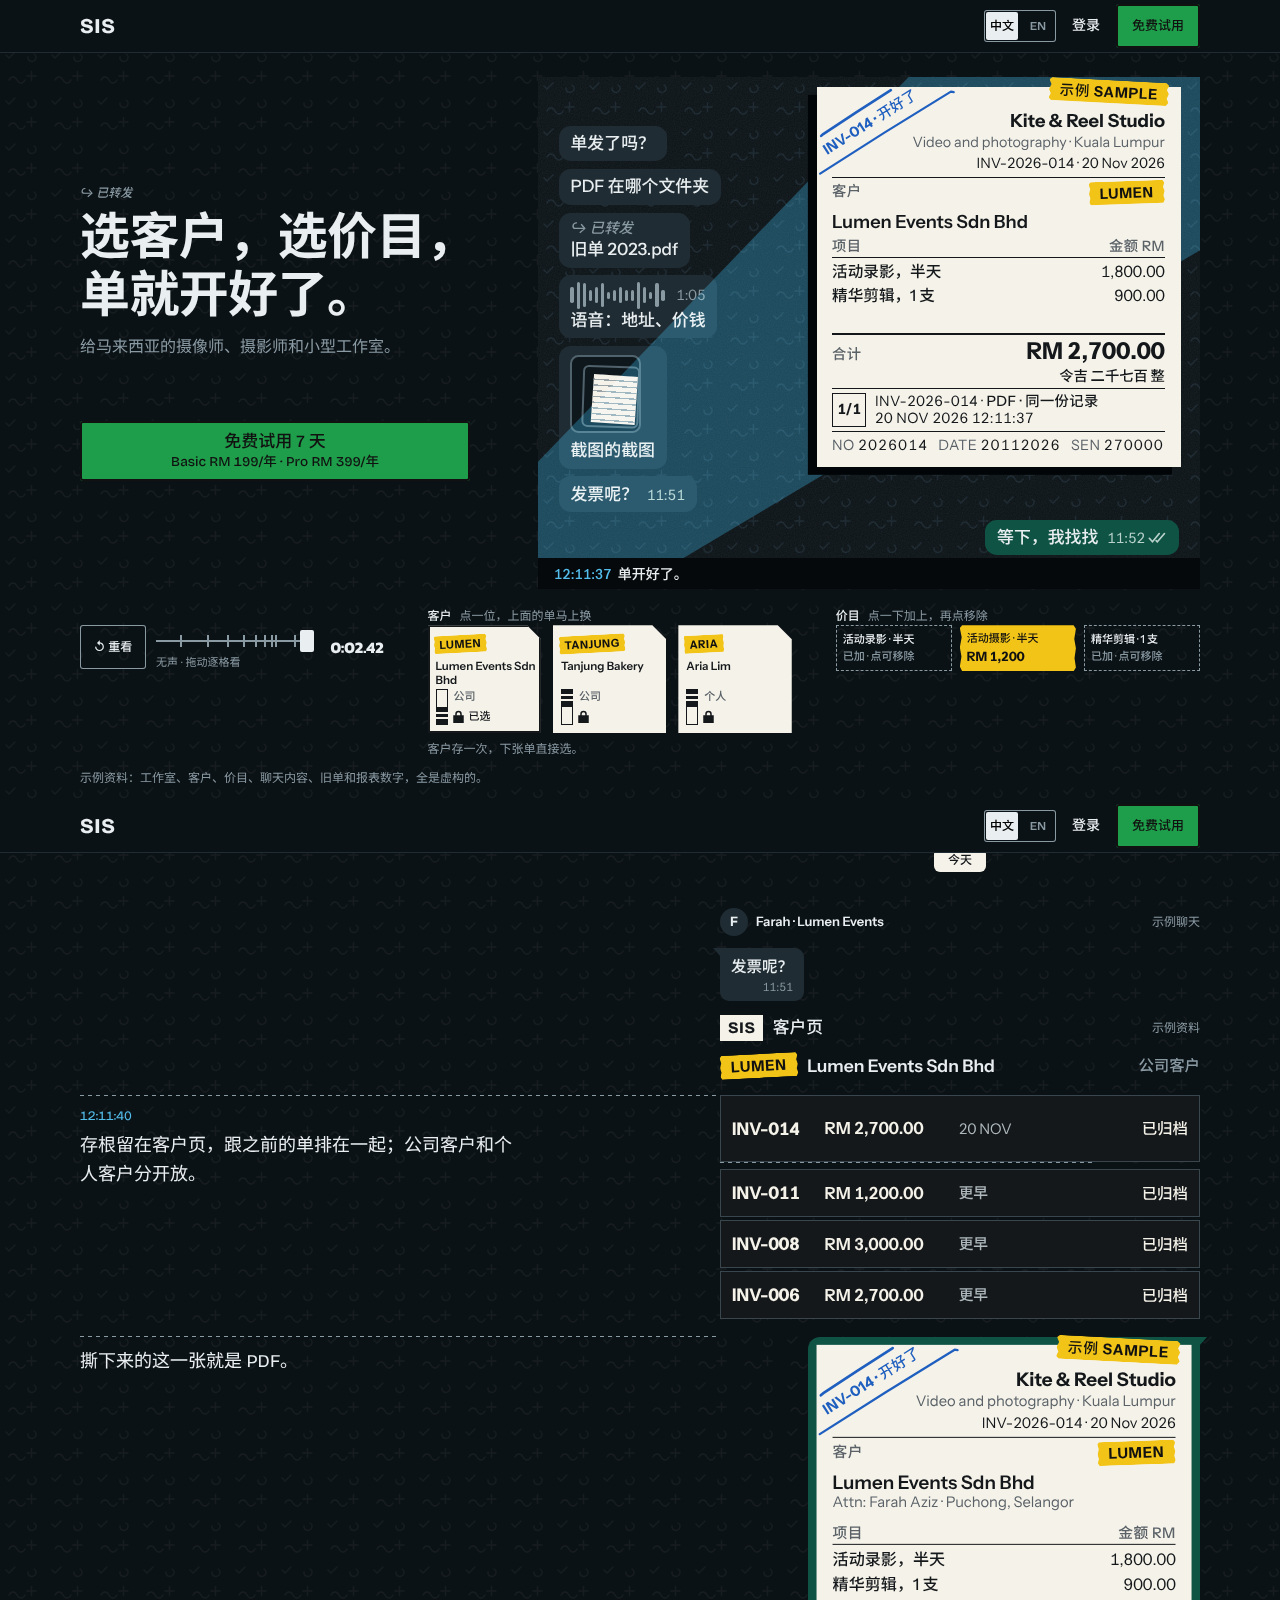 SIS
中文 EN 登录 免费试用
↪ 已转发
选客户，选价目，
单就开好了。
给马来西亚的摄像师、摄影师和小型工作室。
免费试用 7 天
Basic RM 199/年 · Pro RM 399/年
单发了吗？
PDF 在哪个文件夹
↪ 已转发
旧单 2023.pdf
1:05
语音：地址、价钱
截图的截图
发票呢？ 11:51
示例 SAMPLE
INV-014 · 开好了
Kite & Reel Studio
Video and photography · Kuala Lumpur
INV-2026-014 · 20 Nov 2026
客户 LUMEN
Lumen Events Sdn Bhd
项目 金额 RM
活动录影，半天 1,800.00
精华剪辑，1 支 900.00
合计 RM 2,700.00
令吉 二千七百 整
1/1 INV-2026-014 · PDF · 同一份记录
20 NOV 2026 12:11:37
NO 2026014 DATE 20112026 SEN 270000
等下，我找找 11:52
12:11:37 单开好了。
重看
无声 · 拖动逐格看
0:02.42
客户 点一位，上面的单马上换
LUMEN
Lumen Events Sdn
Bhd
公司
已选
TANJUNG
Tanjung Bakery
公司
ARIA
Aria Lim
个人
客户存一次，下张单直接选。
价目 点一下加上，再点移除
活动录影 · 半天
已加 · 点可移除
活动摄影 · 半天
RM 1,200
精华剪辑 · 1 支
已加 · 点可移除
示例资料：工作室、客户、价目、聊天内容、旧单和报表数字，全是虚构的。
SIS
中文 EN 登录 免费试用
今天
F Farah · Lumen Events 示例聊天
发票呢？
11:51
SIS 客户页 示例资料
LUMEN Lumen Events Sdn Bhd 公司客户
12:11:40
存根留在客户页，跟之前的单排在一起；公司客户和个
人客户分开放。
INV-014 RM 2,700.00 20 NOV 已归档
INV-011 RM 1,200.00 更早 已归档
INV-008 RM 3,000.00 更早 已归档
INV-006 RM 2,700.00 更早 已归档
撕下来的这一张就是 PDF。
示例 SAMPLE
INV-014 · 开好了
Kite & Reel Studio
Video and photography · Kuala Lumpur
INV-2026-014 · 20 Nov 2026
客户 LUMEN
Lumen Events Sdn Bhd
Attn: Farah Aziz · Puchong, Selangor
项目 金额 RM
活动录影，半天 1,800.00
精华剪辑，1 支 900.00